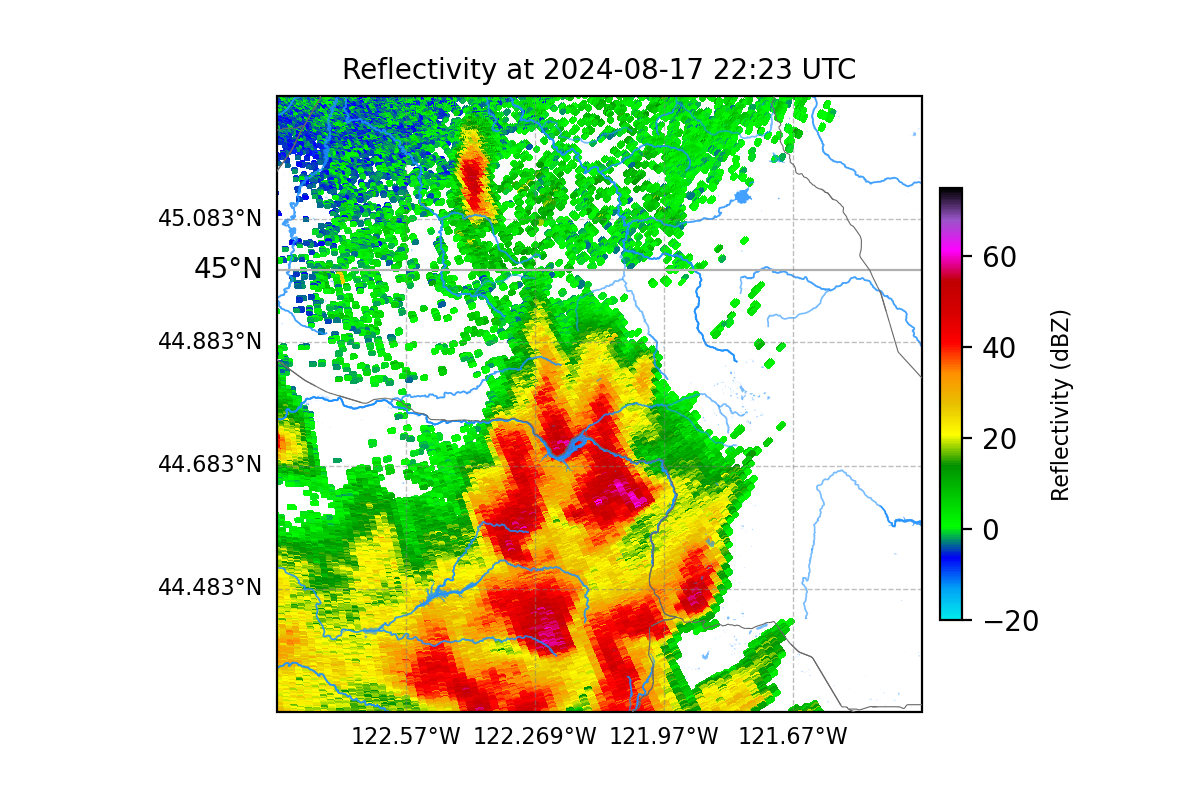 Reflectivity at 2024-08-17 22:23 UTC
45.083°N
45°N
44.883°N
44.683°N
44.483°N
122.57°W 122.269°W 121.97°W 121.67°W
60
40
20
0
−20
Reflectivity (dBZ)